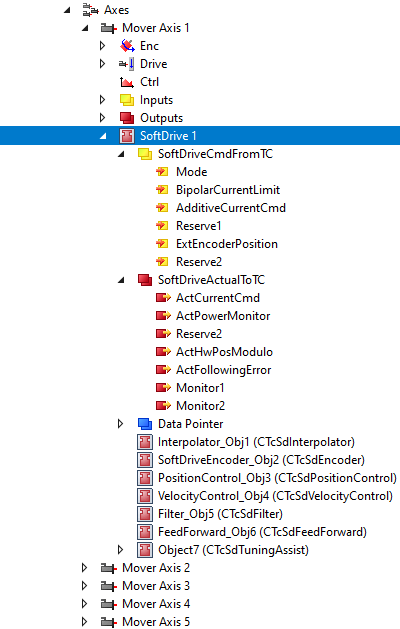 Axes
Mover Axis 1
Enc
Drive
Ctrl
Inputs
Outputs
SoftDrive 1
SoftDriveCmdFromTC
Mode
BipolarCurrentLimit
AdditiveCurrentCmd
Reserve1
ExtEncoderPosition
Reserve2
SoftDriveActualToTC
ActCurrentCmd
ActPowerMonitor
Reserve2
ActHwPosModulo
ActFollowingError
Monitor1
Monitor2
Data Pointer
Interpolator_Obj1 (CTcSdInterpolator)
SoftDriveEncoder_Obj2 (CTcSdEncoder)
PositionControl_Obj3 (CTcSdPositionControl)
VelocityControl_Obj4 (CTcSdVelocityControl)
Filter_Obj5 (CTcSdFilter)
FeedForward_Obj6 (CTcSdFeedForward)
Object7 (CTcSdTuningAssist)
Mover Axis 2
Mover Axis 3
Mover Axis 4
Mover Axis 5